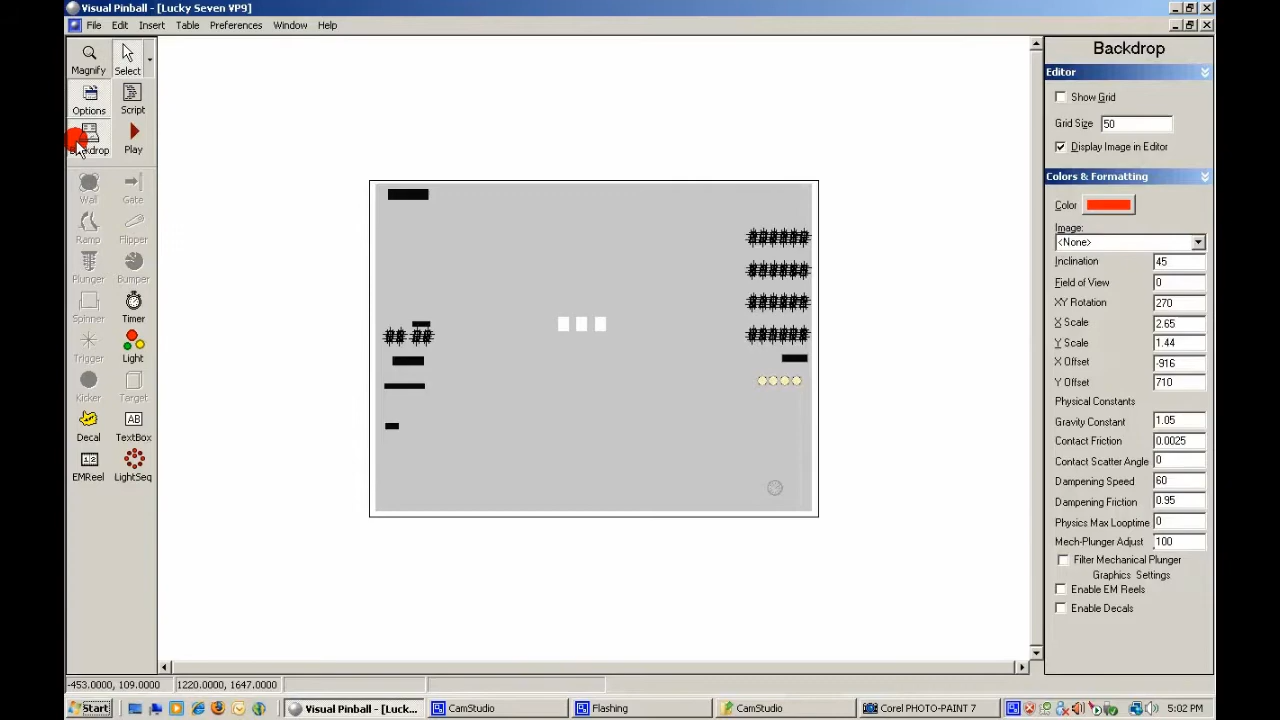 Visual Pinball - [Lucky Seven VP9]
File Edit Insert Table Preferences Window Help
Magnify Select
Options Script
Backdrop Play
Wall Gate
Ramp Flipper
Plunger Bumper
Spinner Timer
Trigger Light
Kicker Target
Decal TextBox
EMReel LightSeq
###### 
######
######
## ## ######
Backdrop
Editor
Show Grid
Grid Size 50
Display Image in Editor
Colors & Formatting
Color
Image:
<None>
Inclination 45
Field of View 0
XY Rotation 270
X Scale 2.65
Y Scale 1.44
X Offset -916
Y Offset 710
Physical Constants
Gravity Constant 1.05
Contact Friction 0.0025
Contact Scatter Angle 0
Dampening Speed 60
Dampening Friction 0.95
Physics Max Looptime 0
Mech-Plunger Adjust 100
Filter Mechanical Plunger
Graphics Settings
Enable EM Reels
Enable Decals
-453.0000, 109.0000 1220.0000, 1647.0000
Start Visual Pinball - [Luck... CamStudio Flashing CamStudio Corel PHOTO-PAINT 7 5:02 PM